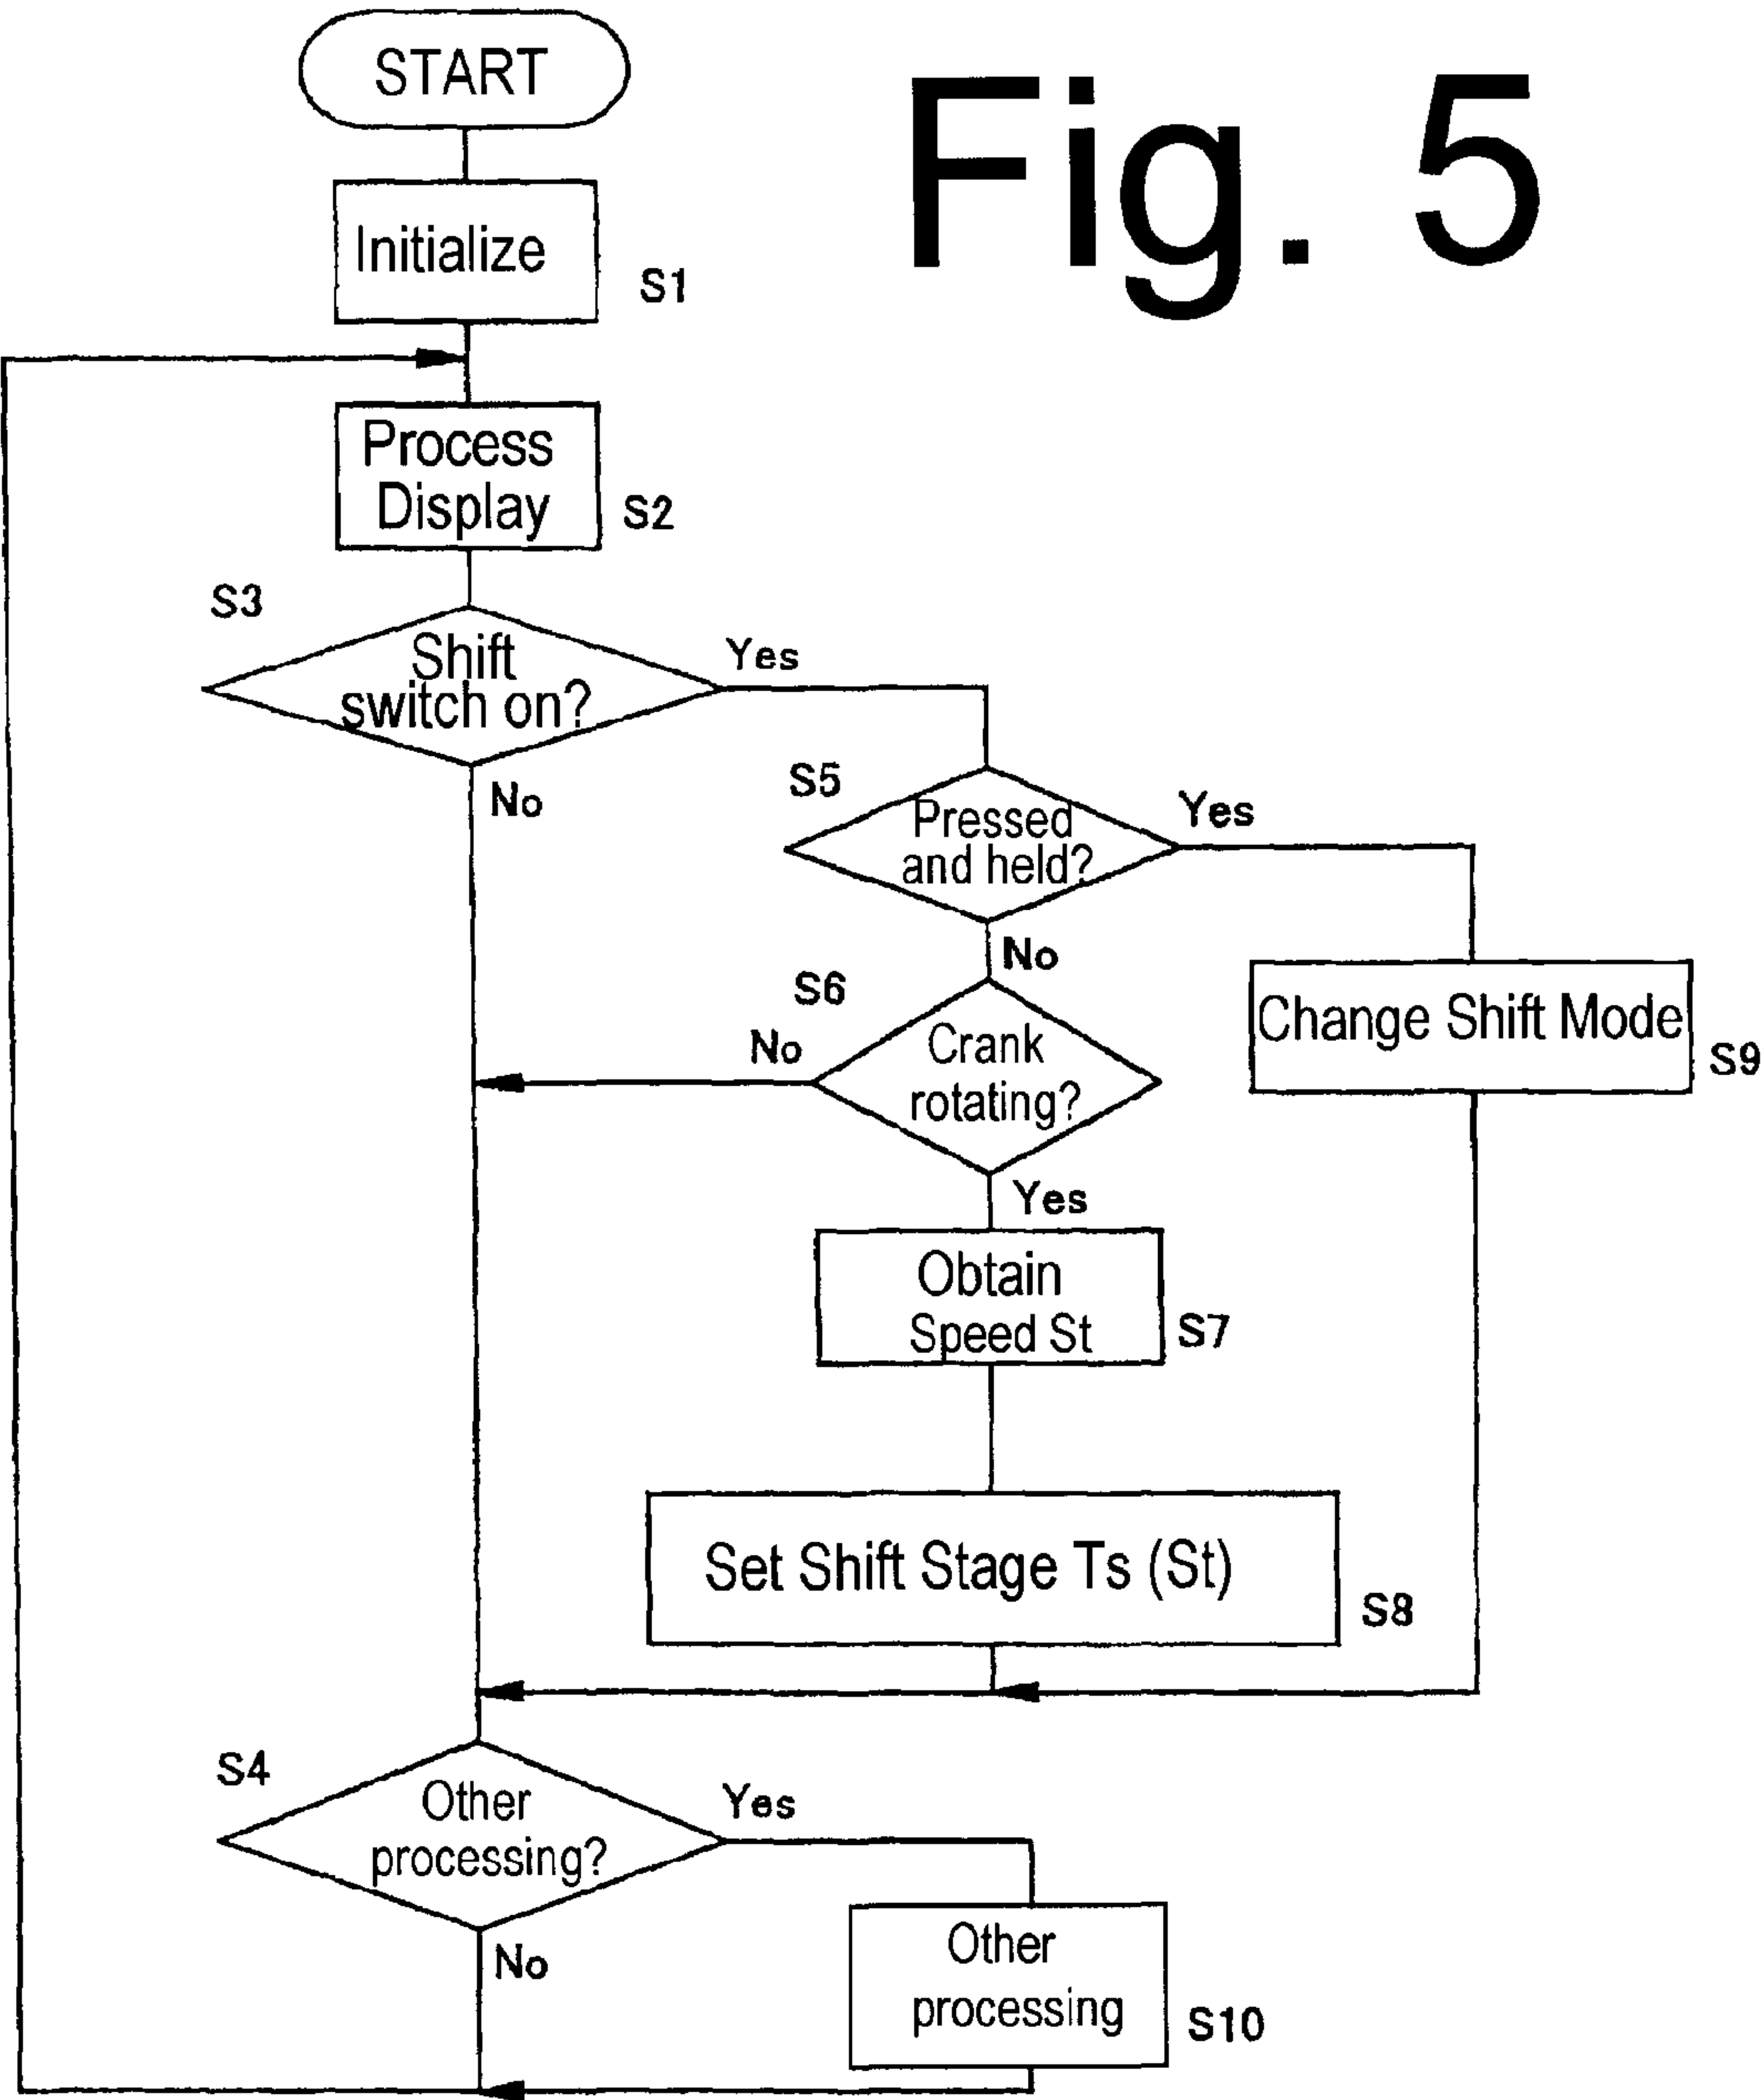 START
Fig. 5
Initialize
S1
Process
Display
S2
S3
Shift
switch on?
Yes
No
S5
Pressed
and held?
Yes
No
S6
Crank
rotating?
No
Yes
Change Shift Mode
S9
Obtain
Speed St
S7
Set Shift Stage Ts (St)
S8
S4
Other
processing?
Yes
No
Other
processing
S10